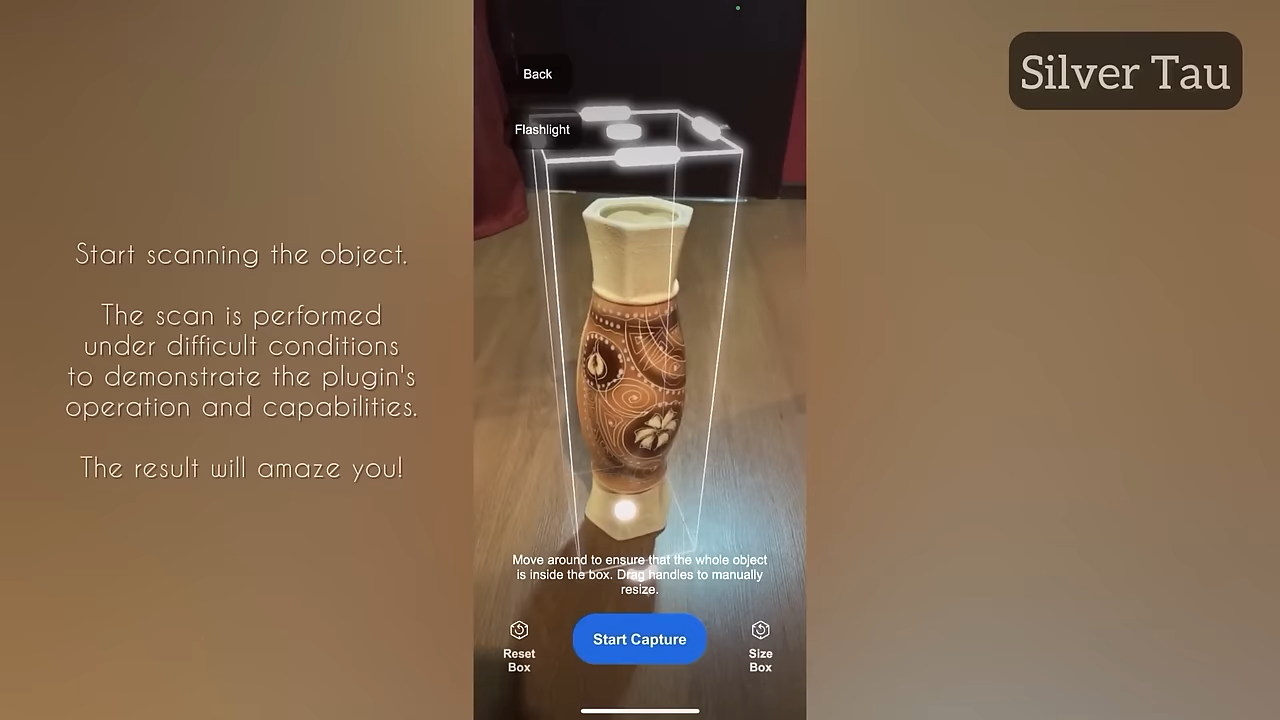 Silver Tau
Back
Flashlight
Start scanning the object.
The scan is performed
under difficult conditions
to demonstrate the plugin's
operation and capabilities.
The result will amaze you!
Move around to ensure that the whole object
is inside the box. Drag handles to manually
resize.
Start Capture
Reset
Box
Size
Box